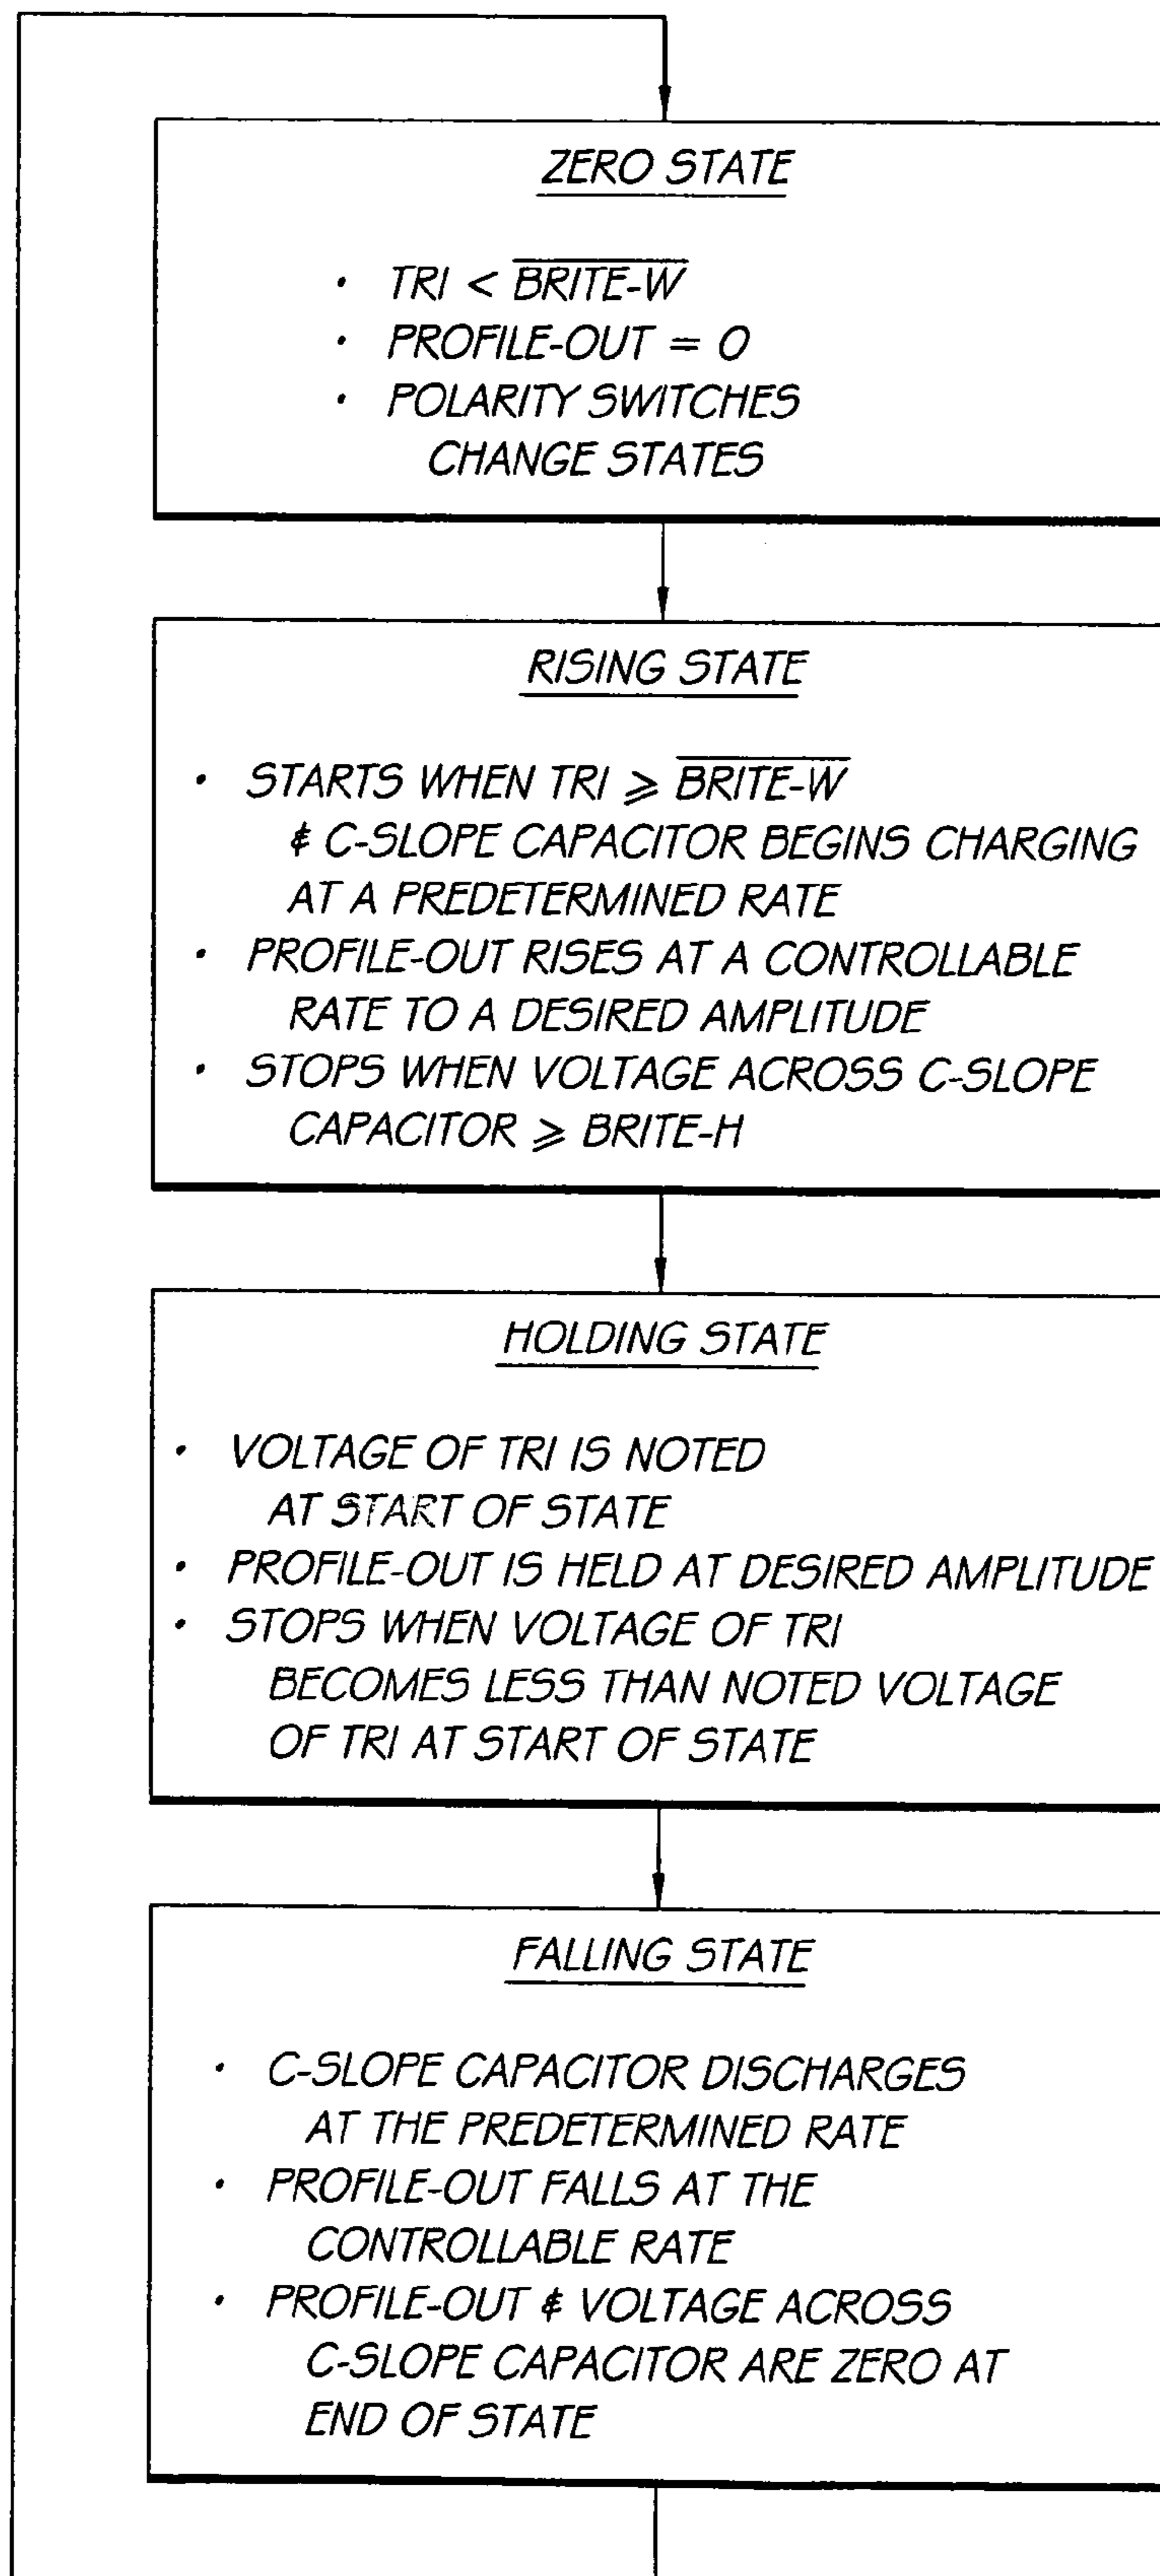 ZERO STATE
• TRI < B̅R̅I̅T̅E̅-̅W̅
• PROFILE-OUT = 0
• POLARITY SWITCHES
CHANGE STATES
RISING STATE
• STARTS WHEN TRI ⩾ B̅R̅I̅T̅E̅-̅W̅
& C-SLOPE CAPACITOR BEGINS CHARGING
AT A PREDETERMINED RATE
• PROFILE-OUT RISES AT A CONTROLLABLE
RATE TO A DESIRED AMPLITUDE
• STOPS WHEN VOLTAGE ACROSS C-SLOPE
CAPACITOR ⩾ BRITE-H
HOLDING STATE
• VOLTAGE OF TRI IS NOTED
AT START OF STATE
• PROFILE-OUT IS HELD AT DESIRED AMPLITUDE
• STOPS WHEN VOLTAGE OF TRI
BECOMES LESS THAN NOTED VOLTAGE
OF TRI AT START OF STATE
FALLING STATE
• C-SLOPE CAPACITOR DISCHARGES
AT THE PREDETERMINED RATE
• PROFILE-OUT FALLS AT THE
CONTROLLABLE RATE
• PROFILE-OUT & VOLTAGE ACROSS
C-SLOPE CAPACITOR ARE ZERO AT
END OF STATE